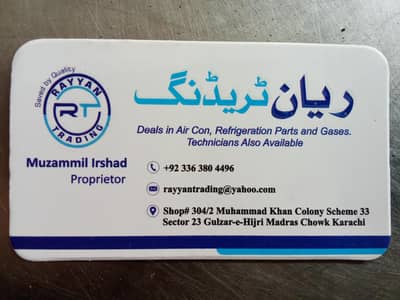 Saved by Quality
RAYYAN
RT
TRADING
ریان ٹریڈنگ
Deals in Air Con, Refrigeration Parts and Gases.
Technicians Also Available
Muzammil Irshad
Proprietor
+92 336 380 4496
rayyantrading@yahoo.com
Shop# 304/2 Muhammad Khan Colony Scheme 33
Sector 23 Gulzar-e-Hijri Madras Chowk Karachi